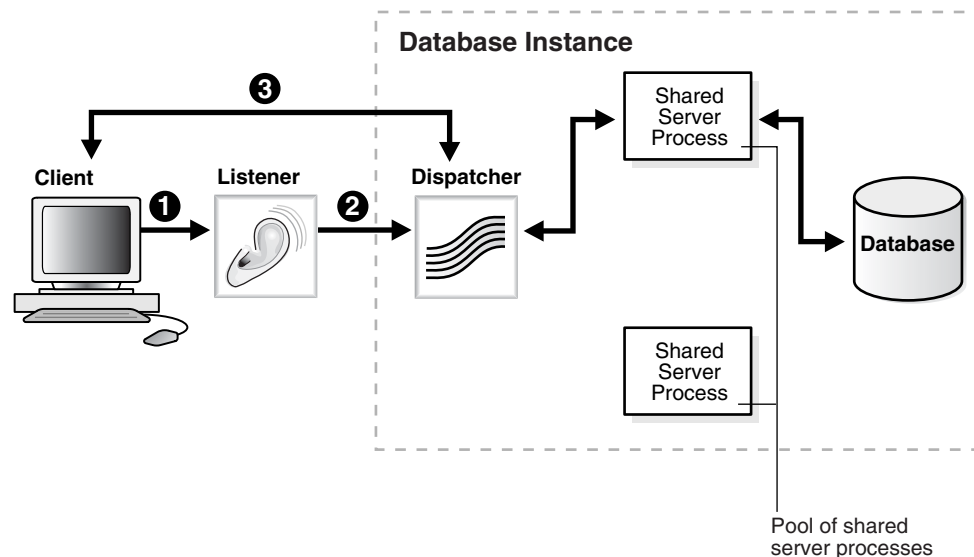 Database Instance
3
Shared
Server
Process
Client
Listener
Dispatcher
1
2
Database
Shared
Server
Process
Pool of shared
server processes